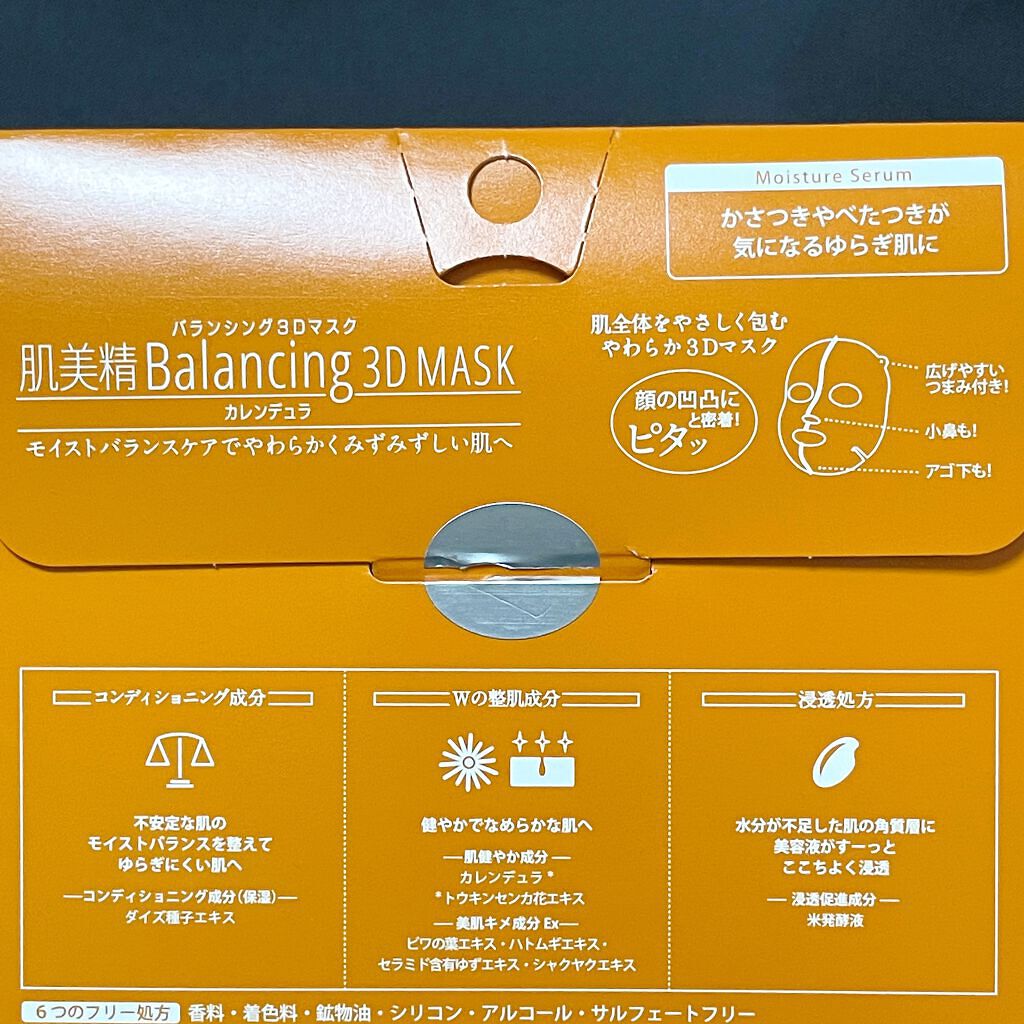 Moisture Serum
かさつきやべたつきが
気になるゆらぎ肌に
バランシング3Dマスク
肌美精 Balancing 3D MASK
カレンデュラ
モイストバランスケアでやわらかくみずみずしい肌へ
肌全体をやさしく包む
やわらか3Dマスク
顔の凹凸に
ピタッと密着!
広げやすい
つまみ付き!
小鼻も!
アゴ下も!
コンディショニング成分
不安定な肌の
モイストバランスを整えて
ゆらぎにくい肌へ
コンディショニング成分(保湿)
ダイズ種子エキス
Wの整肌成分
健やかでなめらかな肌へ
肌健やか成分
カレンデュラ*
*トウキンセンカ花エキス
美肌キメ成分 Ex
ビワの葉エキス・ハトムギエキス・
セラミド含有ゆずエキス・シャクヤクエキス
浸透処方
水分が不足した肌の角質層に
美容液がすーっと
ここちよく浸透
浸透促進成分
米発酵液
6つのフリー処方 香料・着色料・鉱物油・シリコン・アルコール・サルフェートフリー